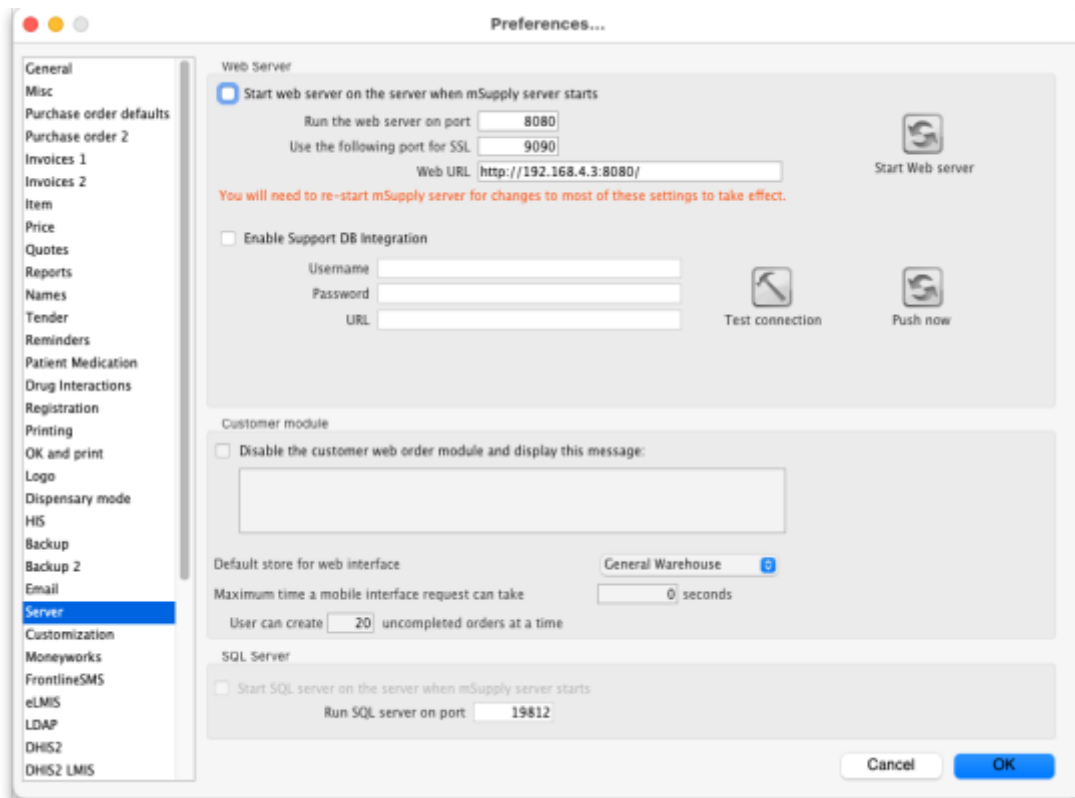 Preferences...
General
Misc
Purchase order defaults
Purchase order 2
Invoices 1
Invoices 2
Item
Price
Quotes
Reports
Names
Tender
Reminders
Patient Medication
Drug Interactions
Registration
Printing
OK and print
Logo
Dispensary mode
HIS
Backup
Backup 2
Email
Server
Customization
Moneyworks
FrontlineSMS
eLMIS
LDAP
DHIS2
DHIS2 LMIS
Web Server
Start web server on the server when mSupply server starts
Run the web server on port 8080
Use the following port for SSL 9090
Web URL http://192.168.4.3:8080/
Start Web server
You will need to re-start mSupply server for changes to most of these settings to take effect.
Enable Support DB Integration
Username
Password
URL
Test connection
Push now
Customer module
Disable the customer web order module and display this message:
Default store for web interface General Warehouse
Maximum time a mobile interface request can take 0 seconds
User can create 20 uncompleted orders at a time
SQL Server
Start SQL server on the server when mSupply server starts
Run SQL server on port 19812
Cancel
OK